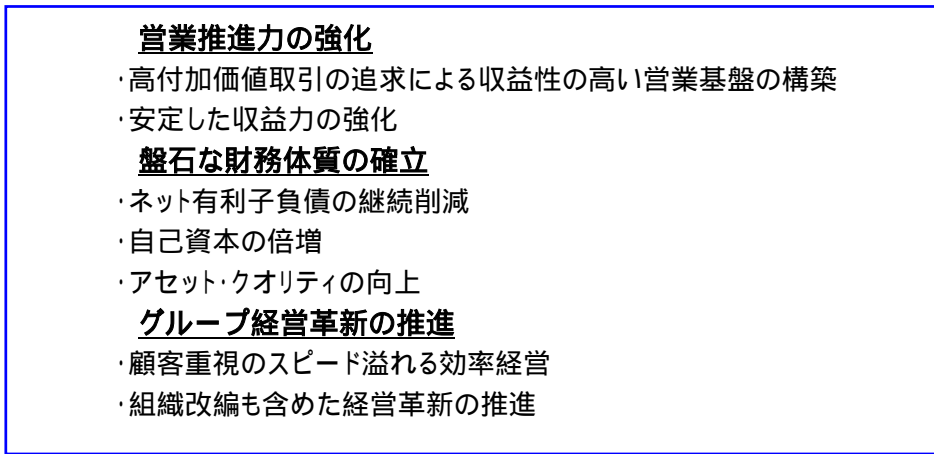 営業推進力の強化
･高付加価値取引の追求による収益性の高い営業基盤の構築
･安定した収益力の強化
盤石な財務体質の確立
･ネット有利子負債の継続削減
･自己資本の倍増
･アセット･クオリティの向上
グループ経営革新の推進
･顧客重視のスピード溢れる効率経営
･組織改編も含めた経営革新の推進